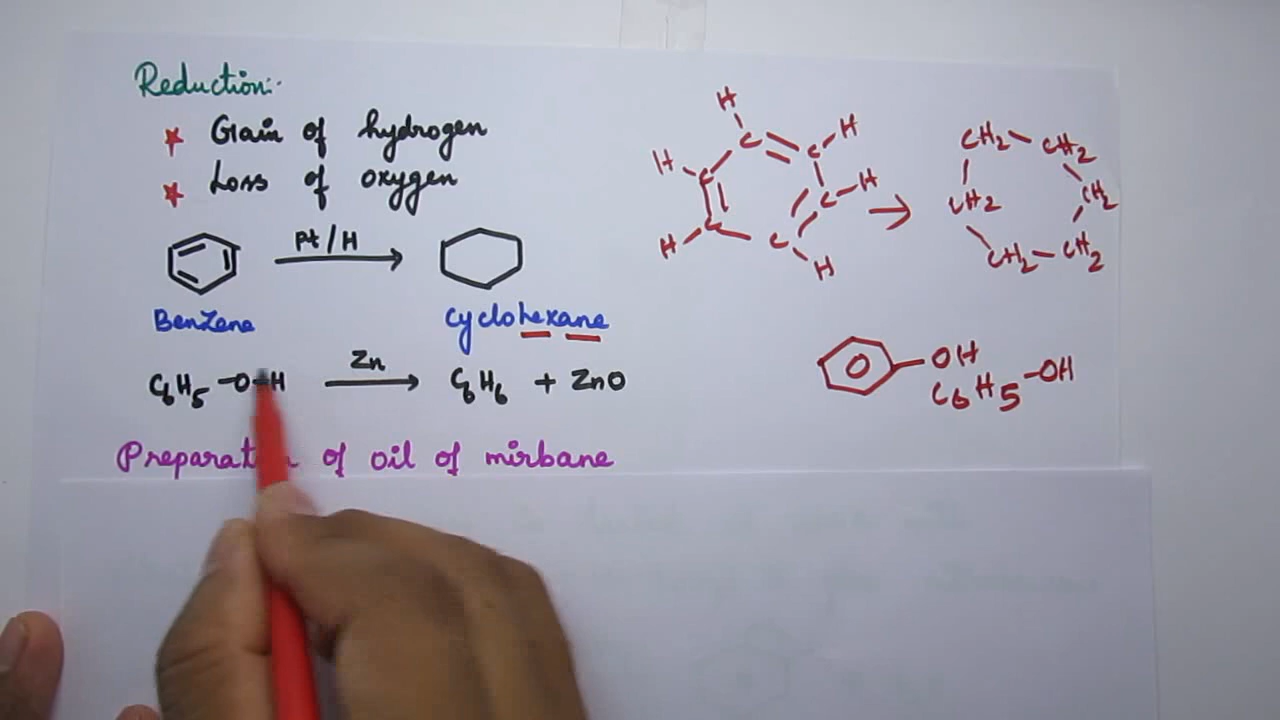 Reduction:-
★ Gain of hydrogen
★ Loss of oxygen
Pt/H
Benzene
Cyclohexane
C6H5-O-H Zn C6H6 + ZnO
Preparation of oil of mirbane
H
H C C H
H C C H
H C C
H
CH2-CH2
CH2 CH2
CH2-CH2
OH
C6H5-OH